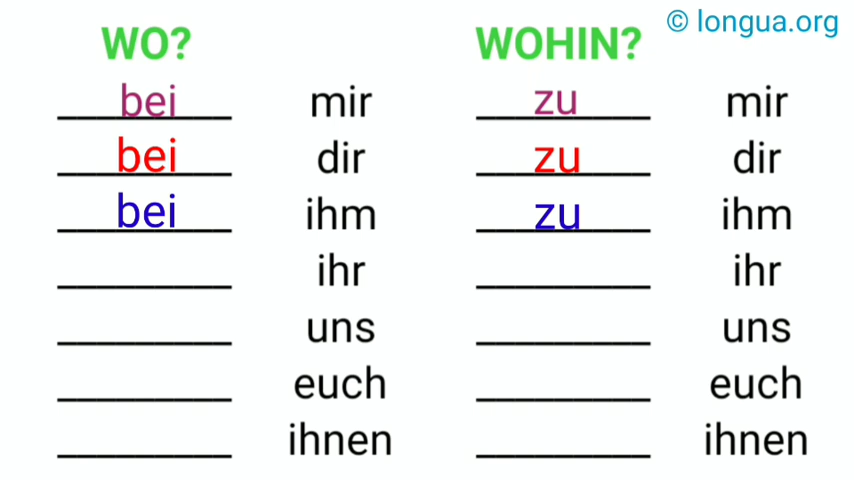 © longua.org
WO? WOHIN?
bei mir zu mir
bei dir zu dir
bei ihm zu ihm
ihr ihr
uns uns
euch euch
ihnen ihnen